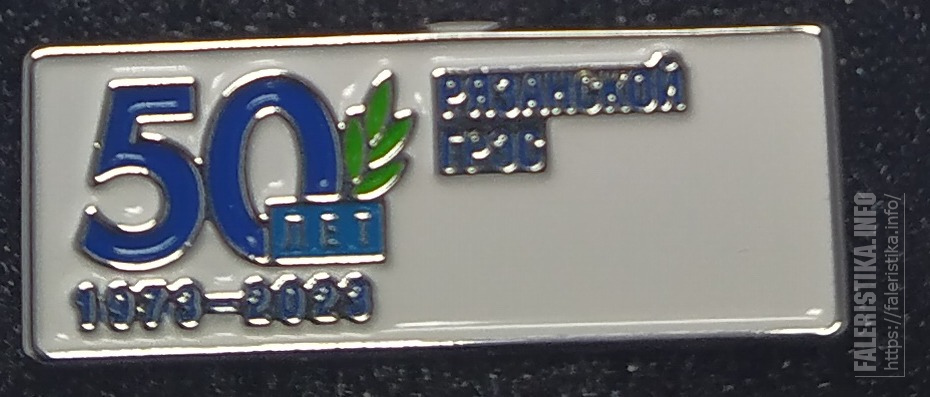 50
ЛЕТ
1973-2023
РЯЗАНСКОЙ
ГРЭС
FALERISTIKA.INFO
https://faleristika.info/